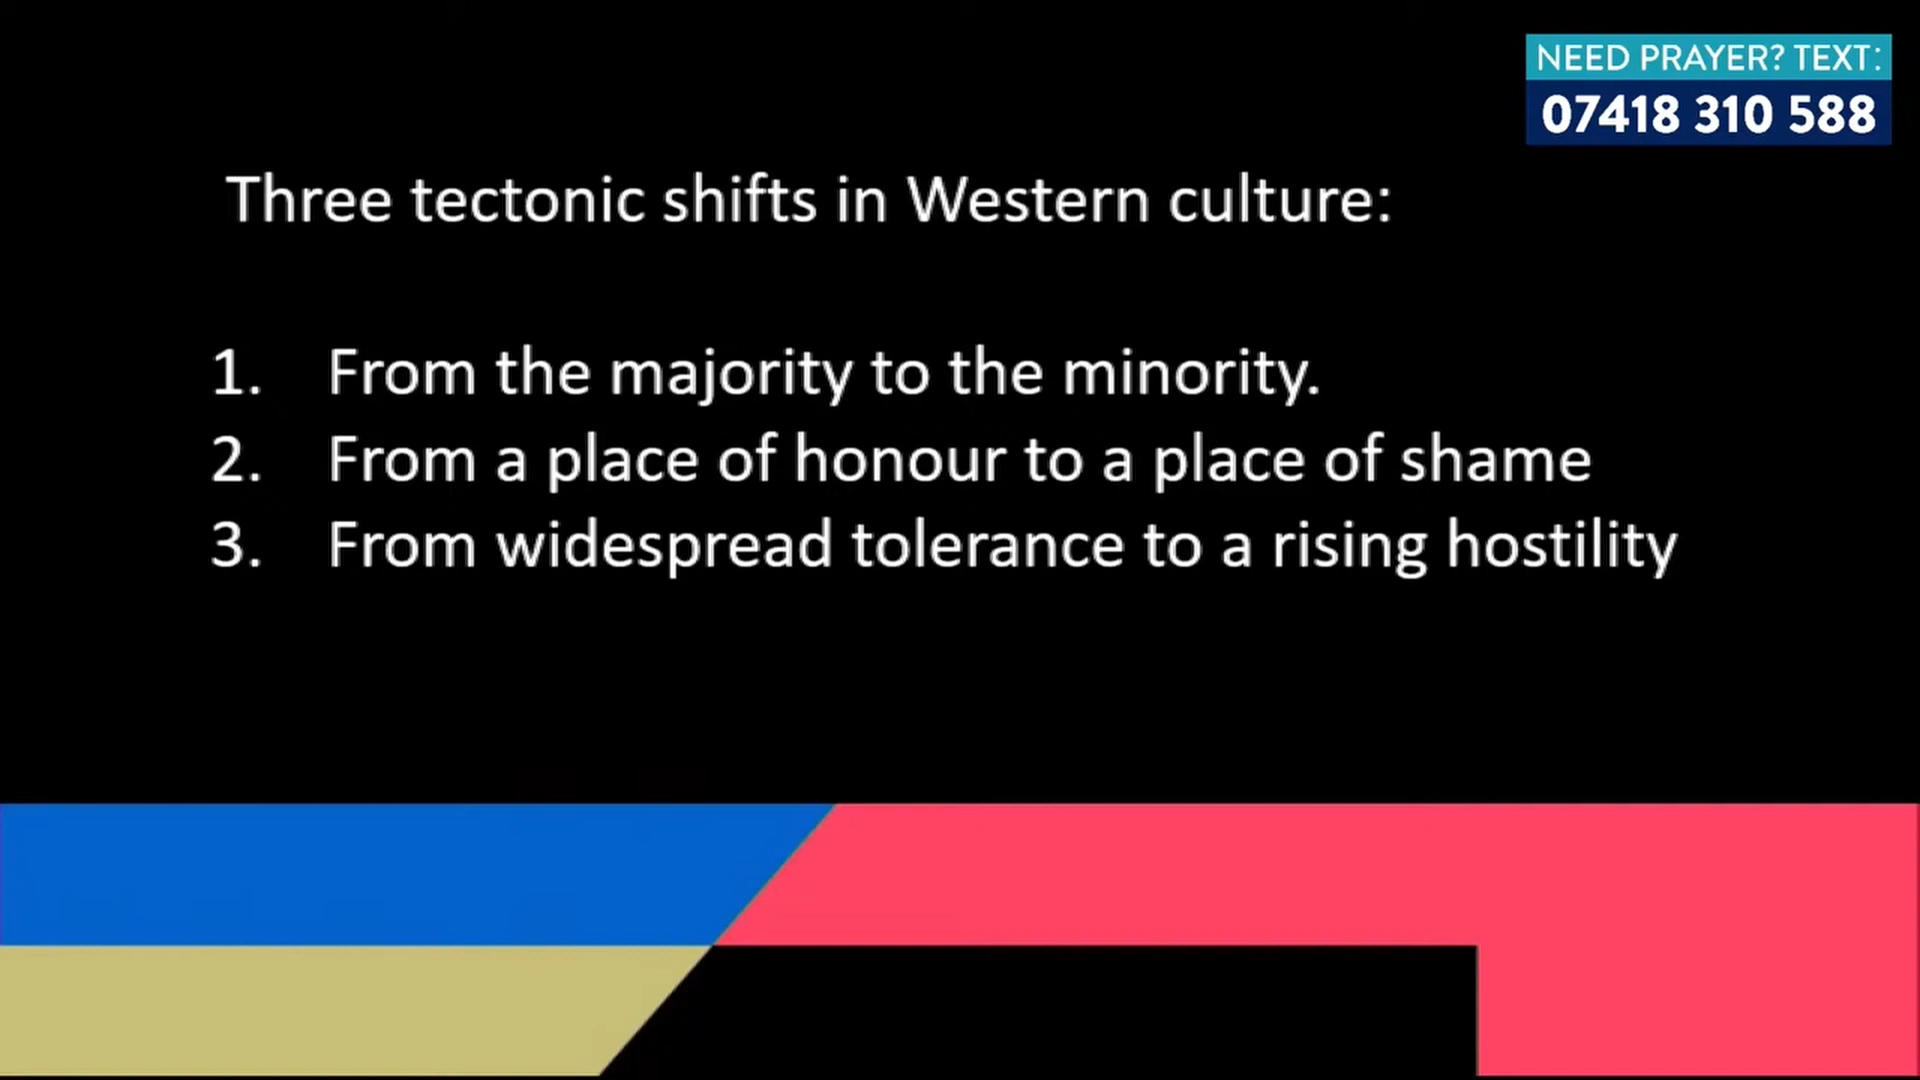 NEED PRAYER? TEXT:
07418 310 588
Three tectonic shifts in Western culture:
1. From the majority to the minority.
2. From a place of honour to a place of shame
3. From widespread tolerance to a rising hostility